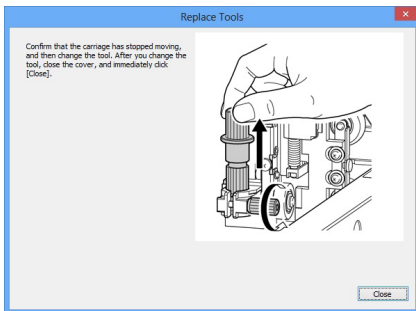 Replace Tools
Confirm that the carriage has stopped moving,
and then change the tool. After you change the
tool, close the cover, and immediately click
[Close].
Close